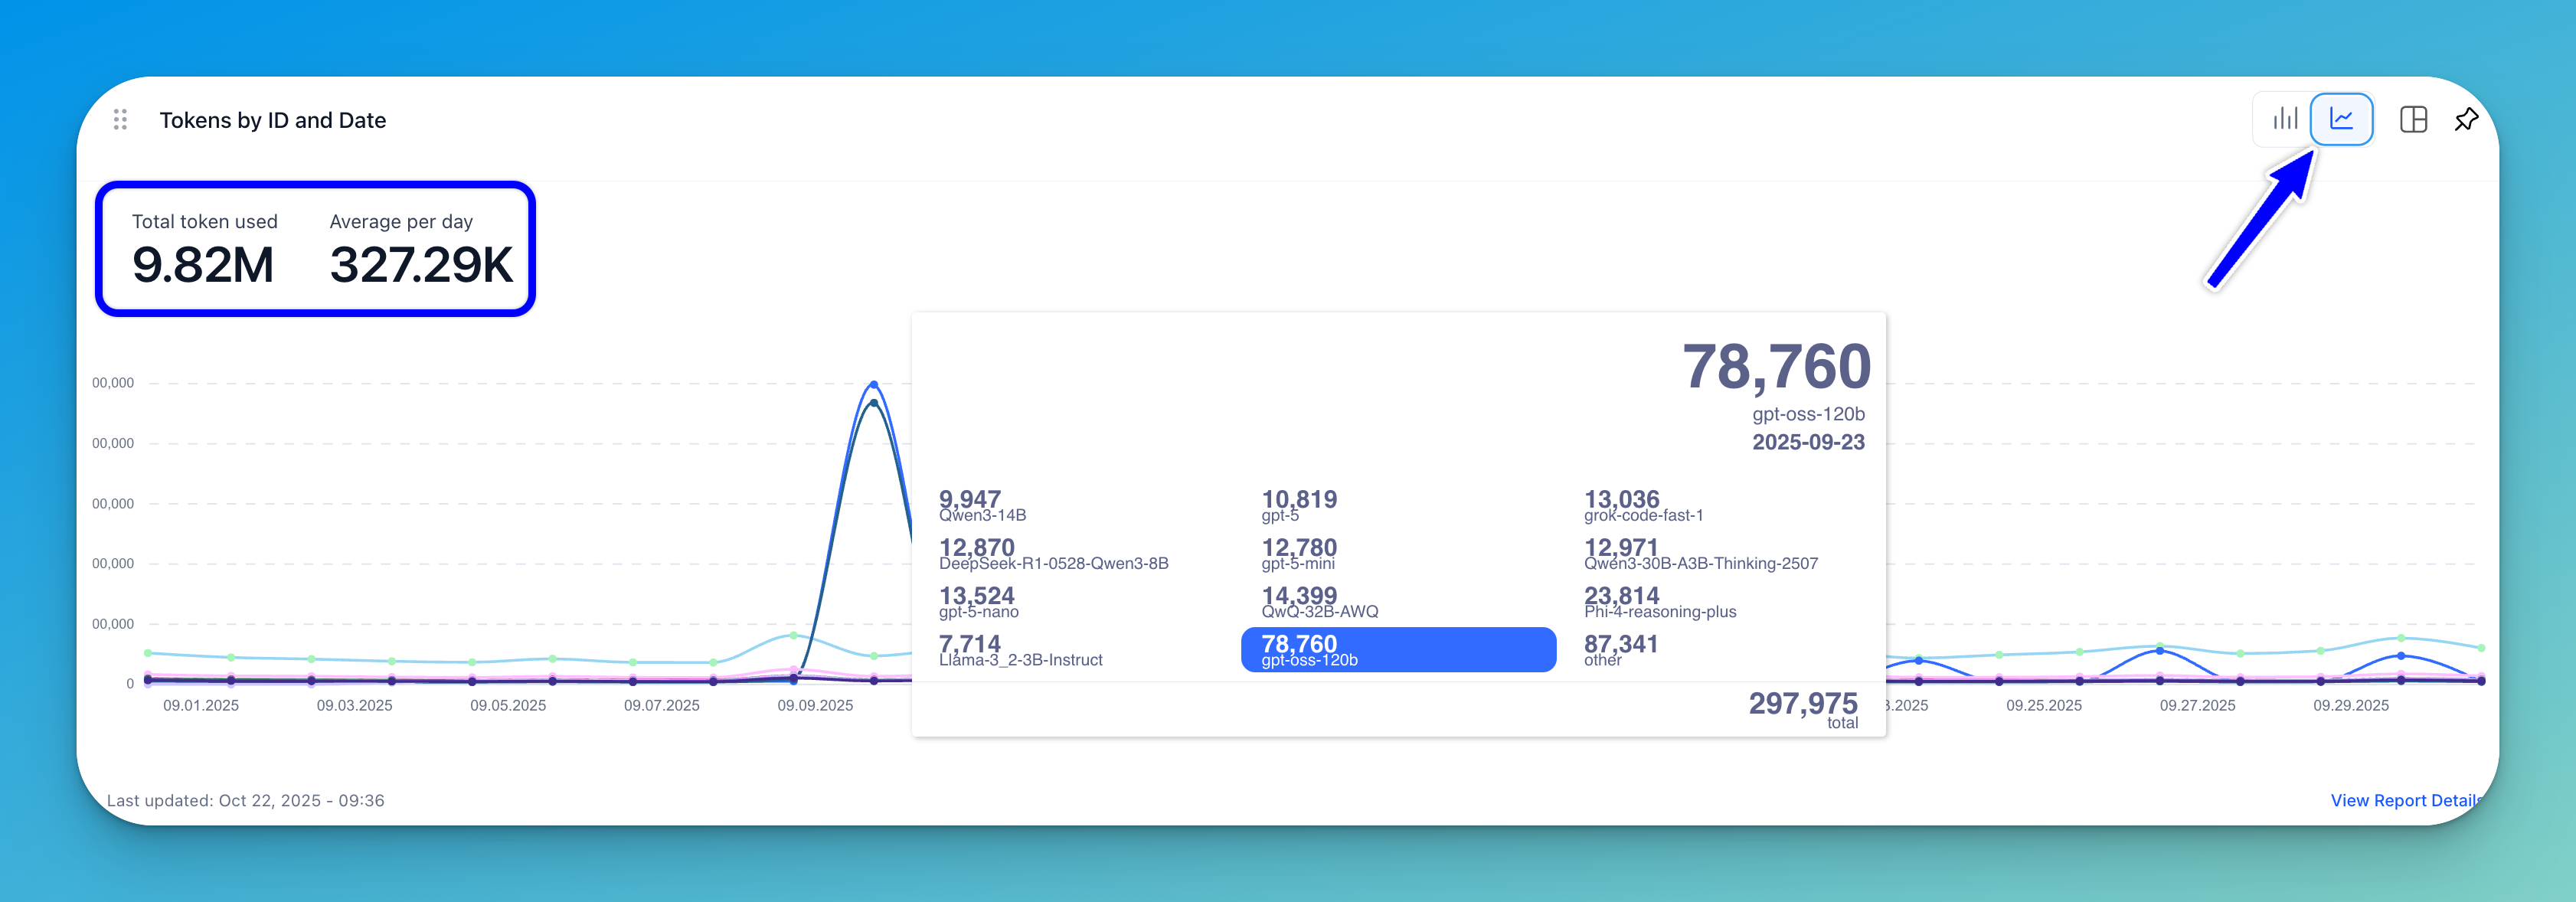 Tokens by ID and Date
Total token used
Average per day
9.82M
327.29K
78,760
gpt-oss-120b
2025-09-23
9,947
Qwen3-14B
10,819
gpt-5
13,036
grok-code-fast-1
12,870
DeepSeek-R1-0528-Qwen3-8B
12,780
gpt-5-mini
12,971
Qwen3-30B-A3B-Thinking-2507
13,524
gpt-5-nano
14,399
QwQ-32B-AWQ
23,814
Phi-4-reasoning-plus
7,714
Llama-3_2-3B-Instruct
78,760
gpt-oss-120b
87,341
other
297,975
total
00,000
00,000
00,000
00,000
00,000
0
09.01.2025
09.03.2025
09.05.2025
09.07.2025
09.09.2025
3.2025
09.25.2025
09.27.2025
09.29.2025
Last updated: Oct 22, 2025 - 09:36
View Report Details